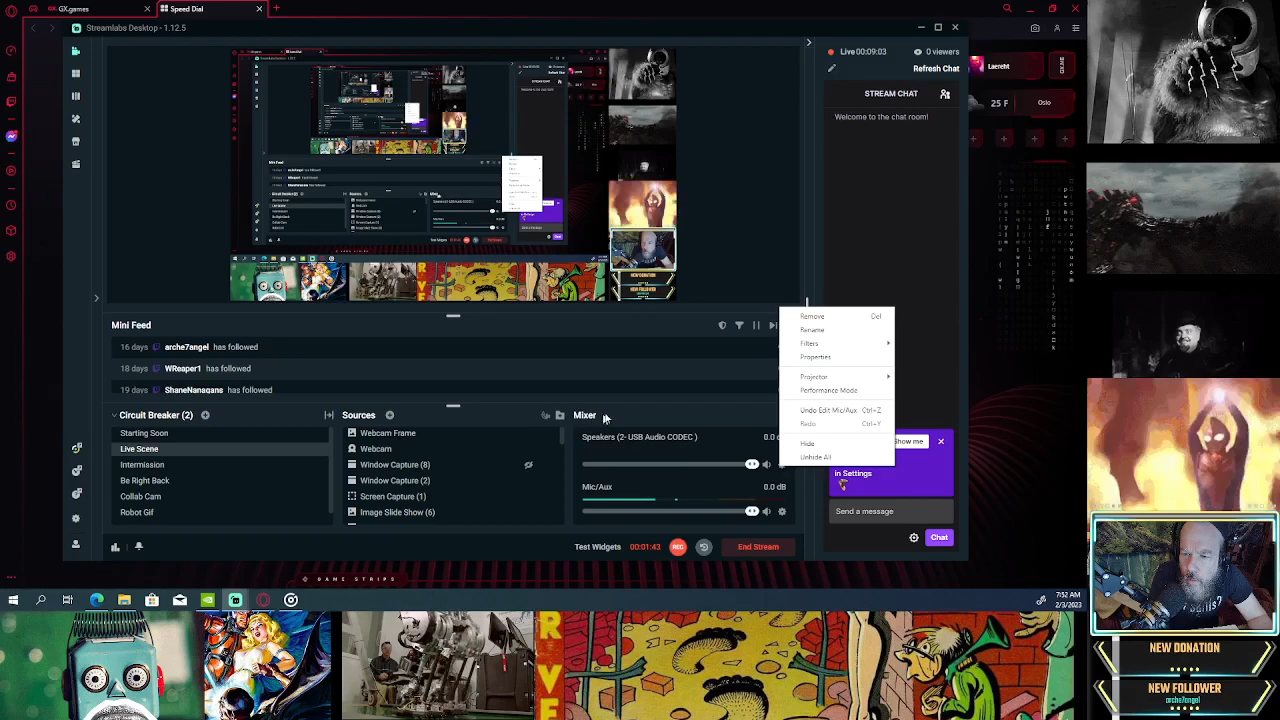 GX.games
Speed Dial
Streamlabs Desktop - 1.12.5
Live 00:09:03
0 viewers
Refresh Chat
STREAM CHAT
Welcome to the chat room!
Larrett
GX.ME
25 F
Oslo
Mini Feed
16 days arche7angel has followed
18 days WReaper1 has followed
19 days ShaneNanagans has followed
Remove Del
Rename
Filters
Properties
Projector
Performance Mode
Undo Edit Mic/Aux Ctrl+Z
Redo Ctrl+Y
Hide
Unhide All
Circuit Breaker (2)
Starting Soon
Live Scene
Intermission
Be Right Back
Collab Cam
Robot Gif
Sources
Webcam Frame
Webcam
Window Capture (8)
Window Capture (2)
Screen Capture (1)
Image Slide Show (6)
Mixer
Speakers (2- USB Audio CODEC )
Mic/Aux
0.0 dB
Show me
in Settings
Send a message
Chat
Test Widgets
00:01:43
REC
End Stream
GAME STRIPS
7:32 AM
2/3/2023
NEW DONATION
NEW FOLLOWER
arche7angel